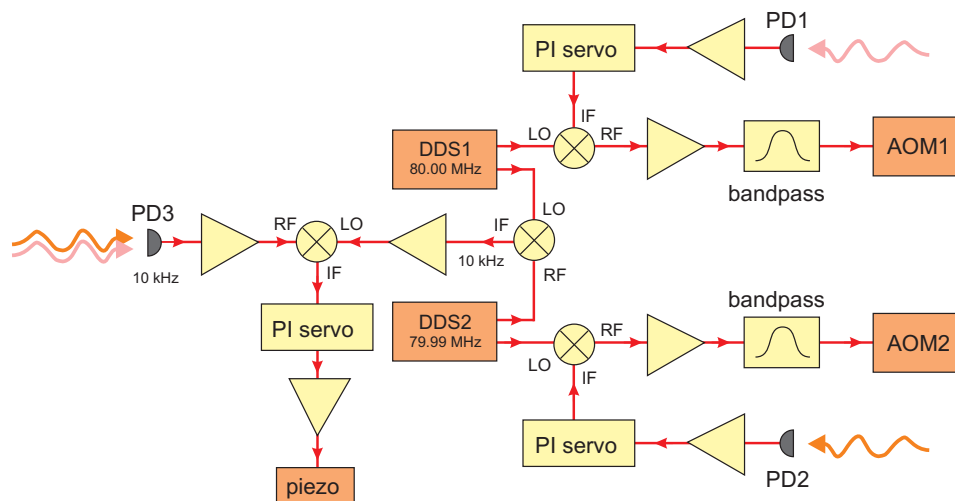 PD1
PI servo
IF
LO
RF
DDS1
80.00 MHz
AOM1
bandpass
LO
PD3
RF
LO
IF
10 kHz
10 kHz
IF
RF
PI servo
DDS2
79.99 MHz
bandpass
RF
LO
IF
AOM2
PI servo
PD2
piezo